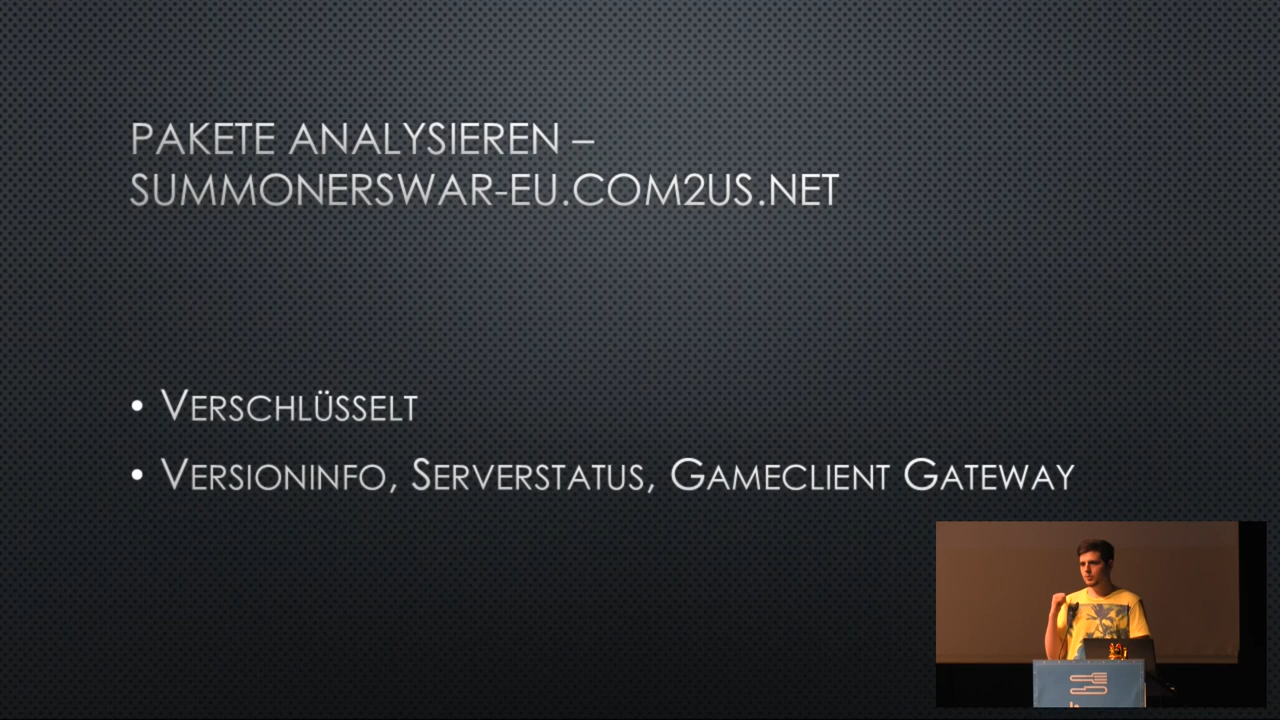 PAKETE ANALYSIEREN –
SUMMONERSWAR-EU.COM2US.NET
• VERSCHLÜSSELT
• VERSIONINFO, SERVERSTATUS, GAMECLIENT GATEWAY